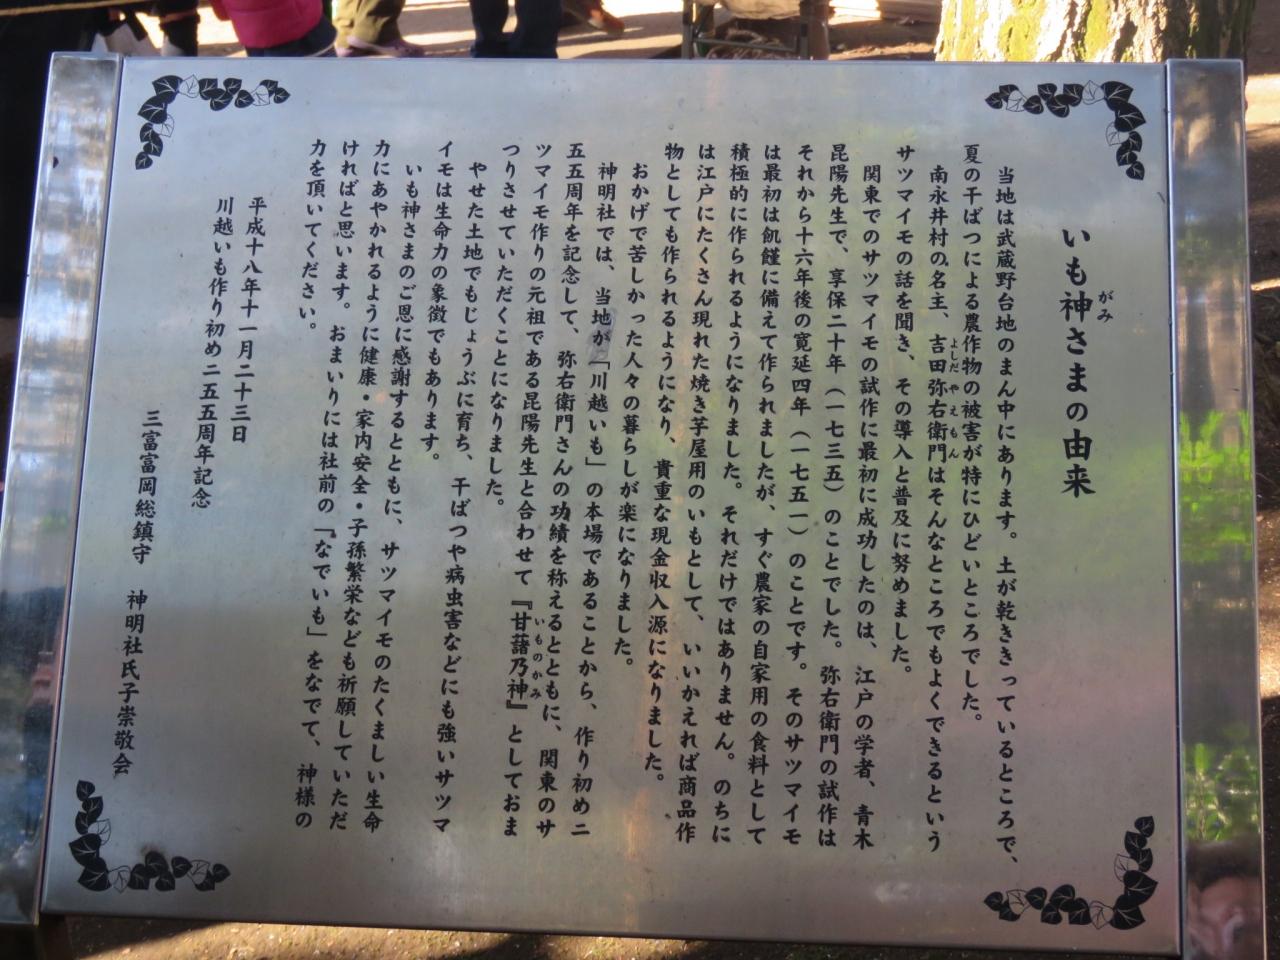 いも神さまの由来
がみ
当地は武蔵野台地のまん中にあります。土が乾ききっているところで、
夏の干ばつによる農作物の被害が特にひどいところでした。
南永井村の名主、吉田弥右衛門はそんなところでもよくできるという
よしだやえもん
サツマイモの話を聞き、その導入と普及に努めました。
関東でのサツマイモの試作に最初に成功したのは、江戸の学者、青木
昆陽先生で、享保二十年（一七三五）のことでした。弥右衛門の試作は
それから十六年後の寛延四年（一七五一）のことです。そのサツマイモ
は最初は飢饉に備えて作られましたが、すぐ農家の自家用の食料として
積極的に作られるようになりました。それだけではありません。のちに
は江戸にたくさん現れた焼き芋屋用のいもとして、いいかえれば商品作
物としても作られるようになり、貴重な現金収入源になりました。
おかげで苦しかった人々の暮らしが楽になりました。
神明社では、当地が「川越いも」の本場であることから、作り初め二
五五周年を記念して、弥右衛門さんの功績を称えるとともに、関東のサ
ツマイモ作りの元祖である昆陽先生と合わせて『甘藷乃神』としておま
いものかみ
つりさせていただくことになりました。
やせた土地でもじょうぶに育ち、干ばつや病虫害などにも強いサツマ
イモは生命力の象徴でもあります。
いも神さまのご恩に感謝するとともに、サツマイモのたくましい生命
力にあやかれるように健康・家内安全・子孫繁栄なども祈願していただ
ければと思います。おまいりには社前の「なでいも」をなでて、神様の
力を頂いてください。
平成十八年十一月二十三日
川越いも作り初め二五五周年記念
三富富岡総鎮守 神明社氏子崇敬会